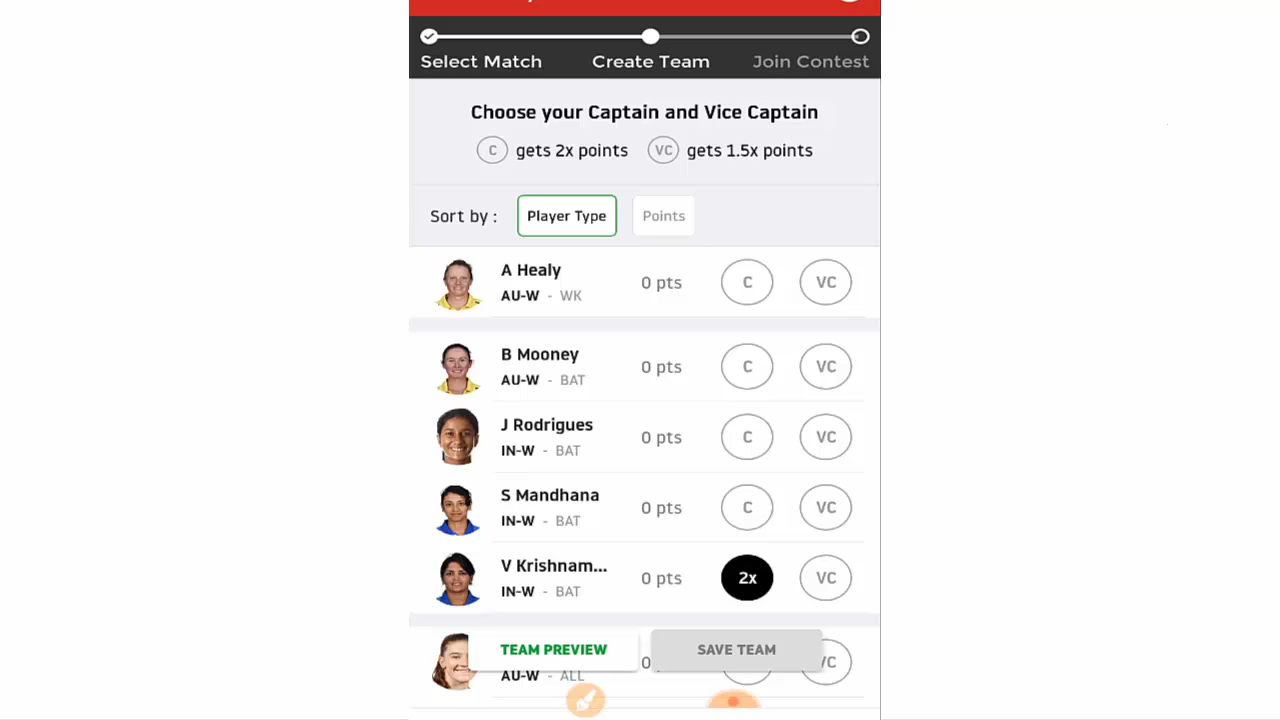 Select Match Create Team Join Contest
Choose your Captain and Vice Captain
C gets 2x points VC gets 1.5x points
Sort by : Player Type Points
A Healy
AU-W - WK 0 pts C VC
B Mooney
AU-W - BAT 0 pts C VC
J Rodrigues
IN-W - BAT 0 pts C VC
S Mandhana
IN-W - BAT 0 pts C VC
V Krishnam...
IN-W - BAT 0 pts 2x VC
TEAM PREVIEW SAVE TEAM
AU-W - ALL